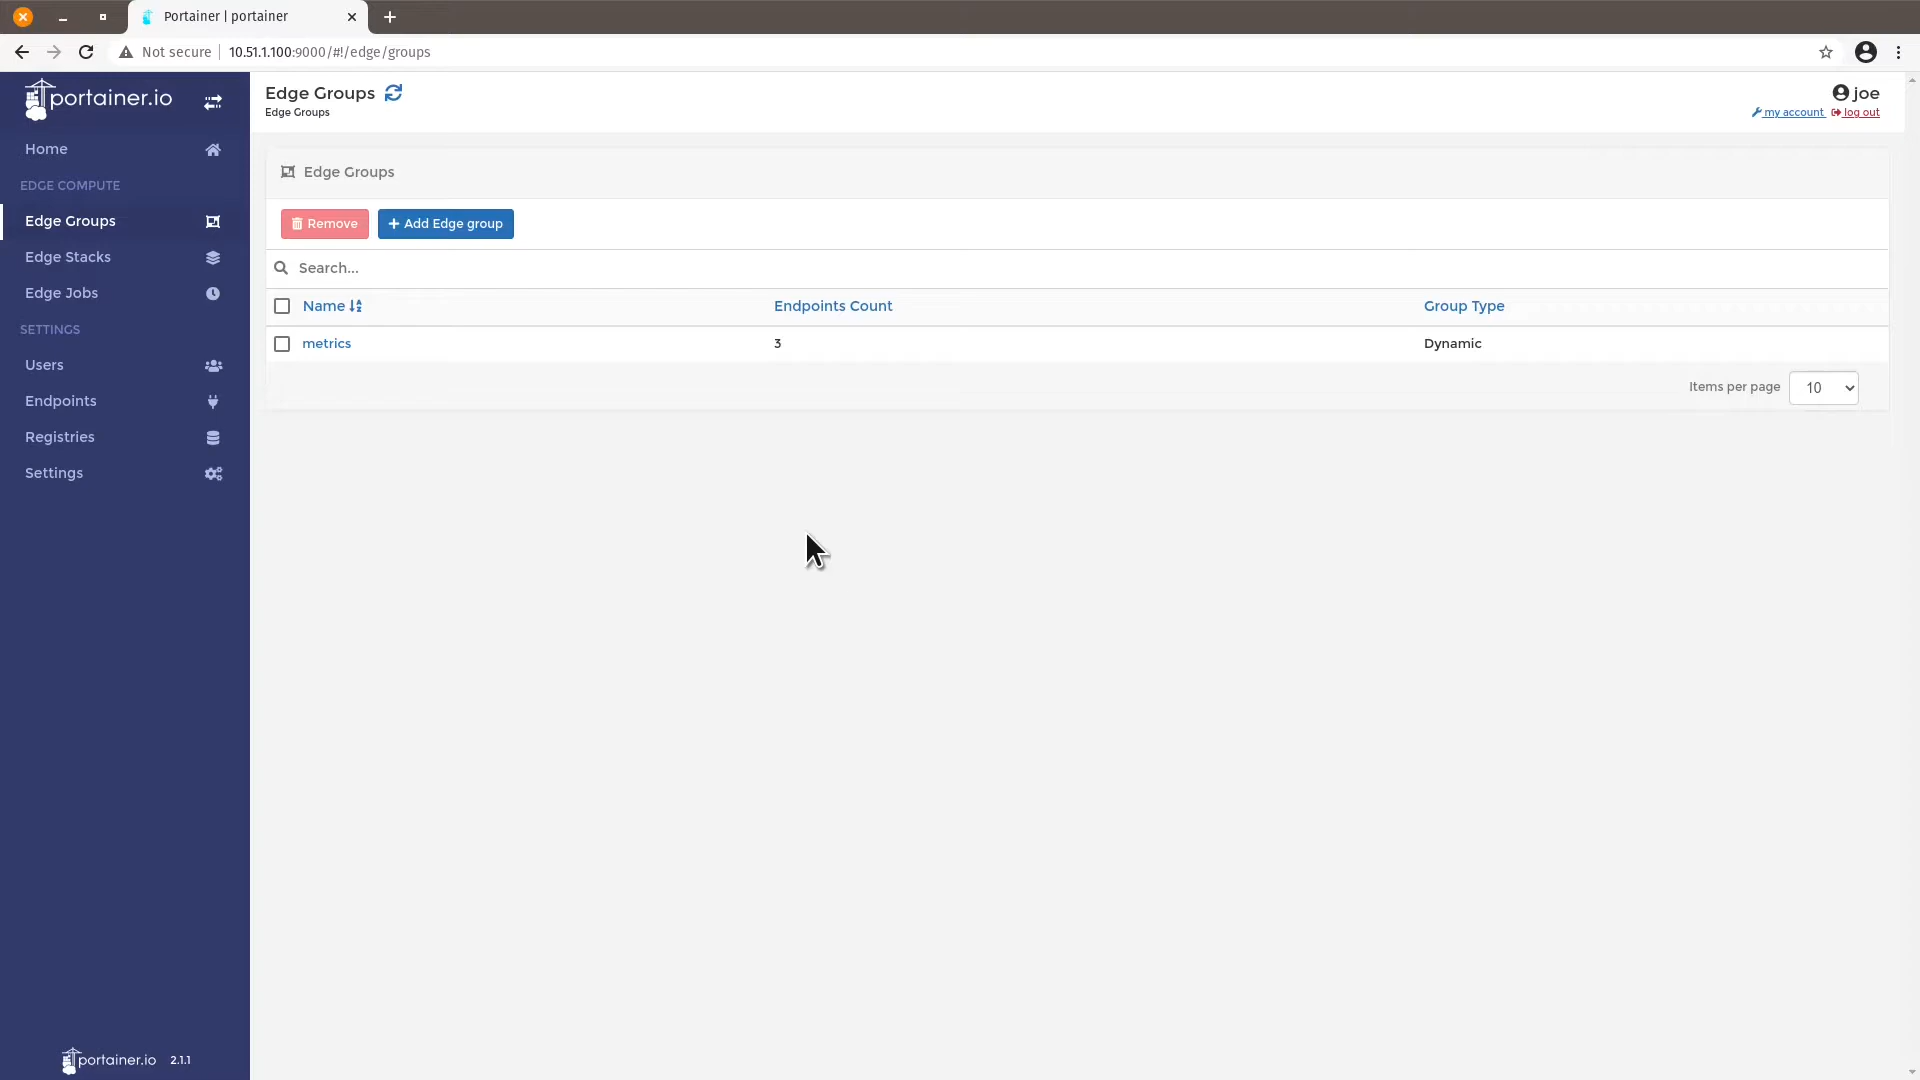 Portainer | portainer
Not secure
10.51.1.100:9000/#!/edge/groups
portainer.io
Home
EDGE COMPUTE
Edge Groups
Edge Stacks
Edge Jobs
SETTINGS
Users
Endpoints
Registries
Settings
portainer.io 2.1.1
Edge Groups
Edge Groups
joe
my account log out
Edge Groups
Remove + Add Edge group
Search...
Name Endpoints Count Group Type
metrics 3 Dynamic
Items per page 10